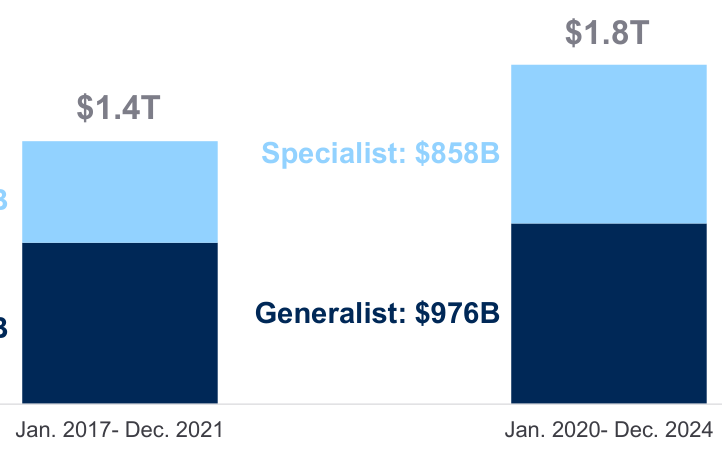 $1.8T
$1.4T
Specialist: $858B
B
Generalist: $976B
B
Jan. 2017- Dec. 2021
Jan. 2020- Dec. 2024